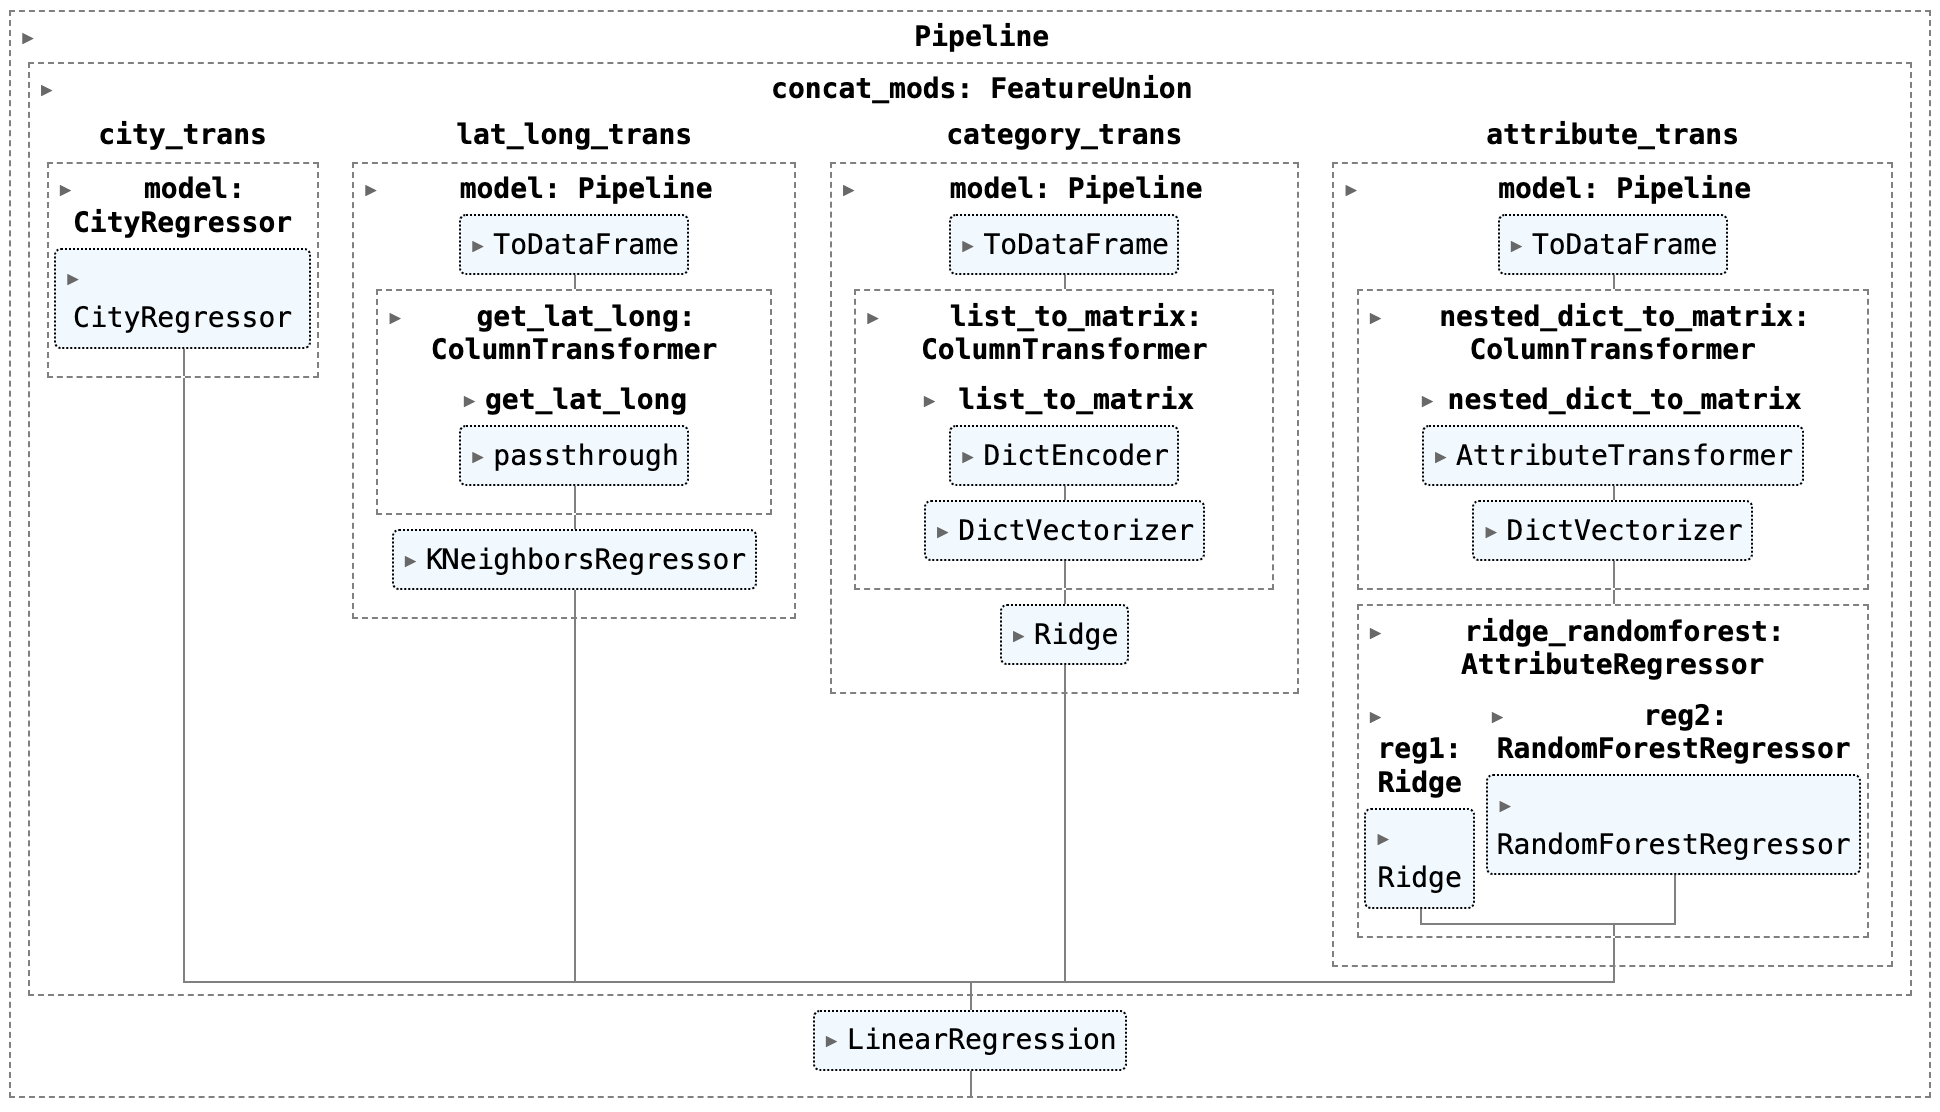 Pipeline
concat_mods: FeatureUnion
city_trans
model:
CityRegressor
CityRegressor
lat_long_trans
model: Pipeline
ToDataFrame
get_lat_long:
ColumnTransformer
get_lat_long
passthrough
KNeighborsRegressor
category_trans
model: Pipeline
ToDataFrame
list_to_matrix:
ColumnTransformer
list_to_matrix
DictEncoder
DictVectorizer
Ridge
attribute_trans
model: Pipeline
ToDataFrame
nested_dict_to_matrix:
ColumnTransformer
nested_dict_to_matrix
AttributeTransformer
DictVectorizer
ridge_randomforest:
AttributeRegressor
reg1:
Ridge
Ridge
reg2:
RandomForestRegressor
RandomForestRegressor
LinearRegression